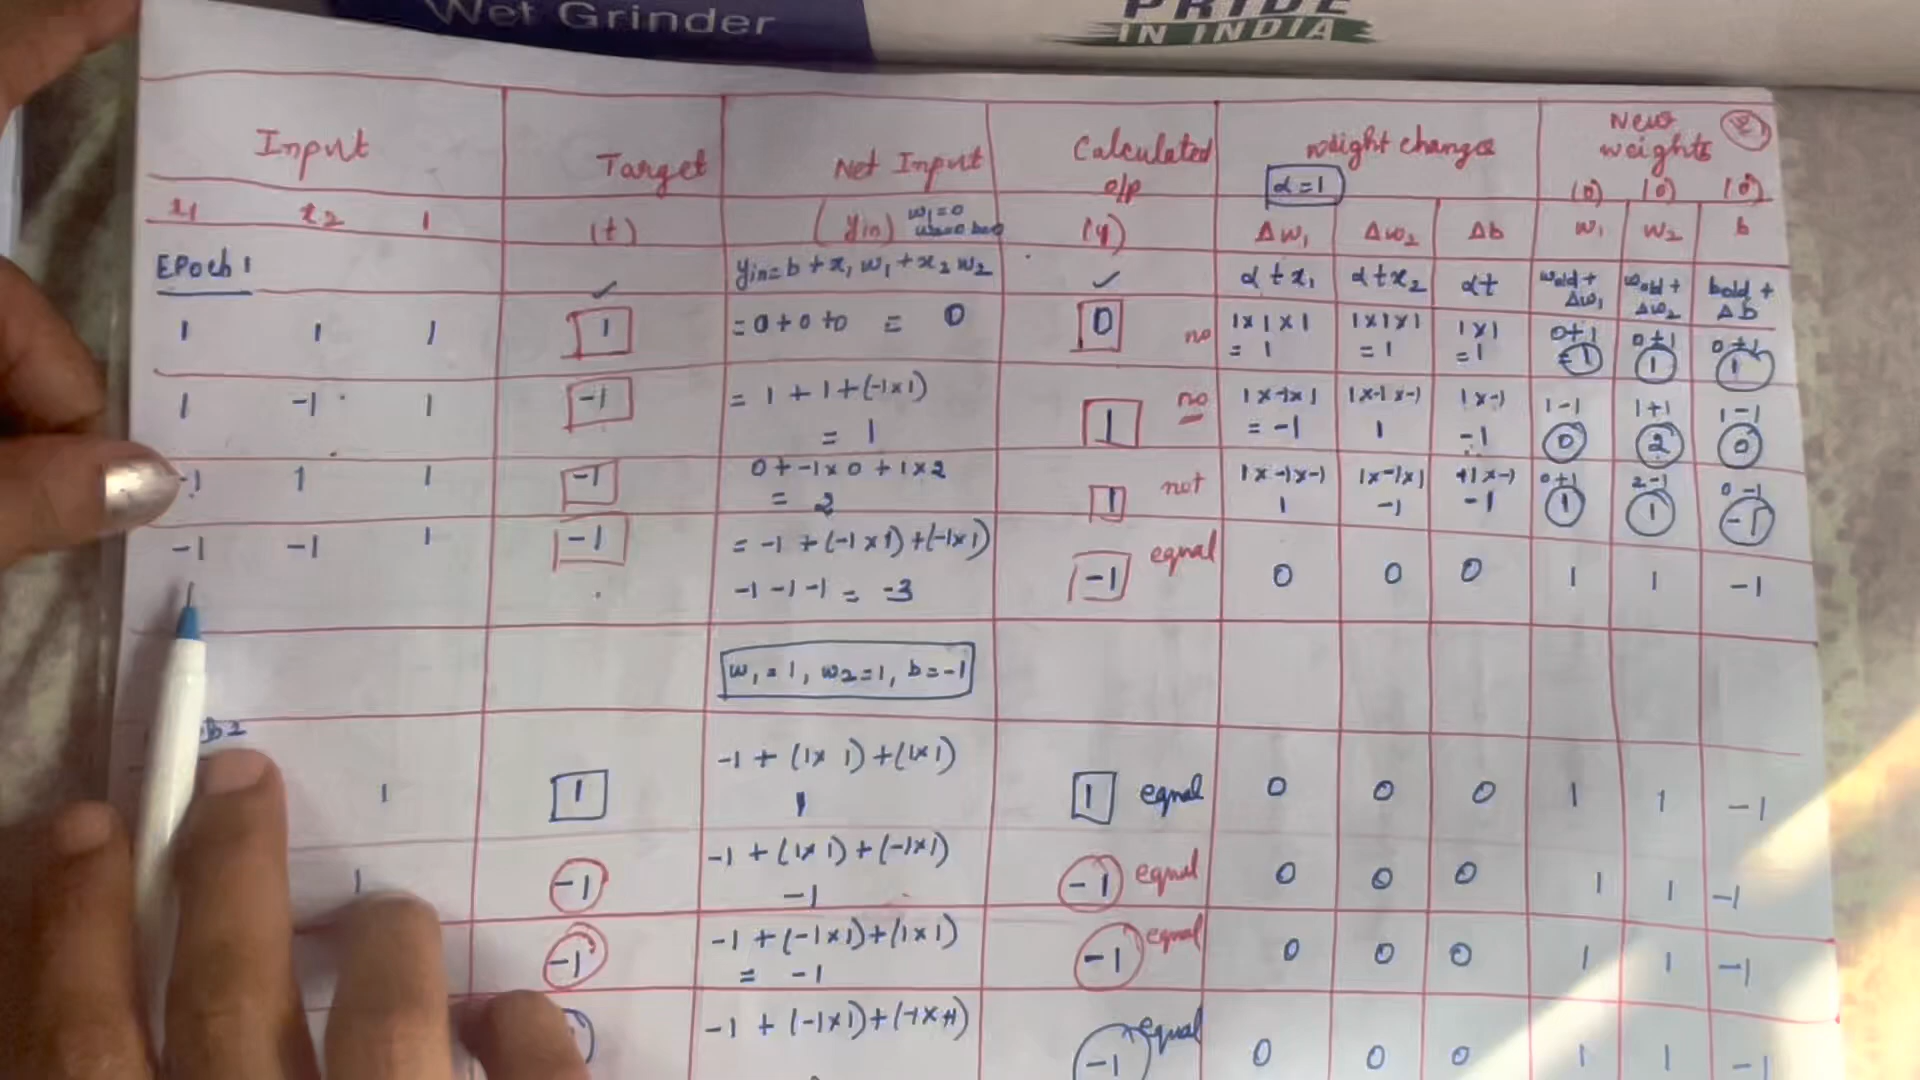 Wet Grinder
PRIDE
IN INDIA
Input
Target
Net Input
Calculated
o/p
weight changes
α=1
New
weights
2
(0) (0) (0)
x1 x2 1
(t)
(yin) w1=0
w2=0 b=0
(y)
Δw1 Δw2 Δb
w1 w2 b
Epoch 1
yin=b+x1w1+x2w2
✓
✓
αtx1 αtx2 αt
wold+
Δw1
wold+
Δw2
bold+
Δb
1 1 1
1
=0+0+0 = 0
0 no
1×1×1
=1
1×1×1
=1
1×1
=1
0+1
=1
0+1
1
0+1
1
1 -1 1
-1
= 1+1+(-1×1)
= 1
1 no
1×-1×1
=-1
1×-1×-1
1
1×-1
-1
1-1
0
1+1
2
1-1
0
-1 1 1
-1
0+-1×0+1×2
= 2
1 not
1×-1×-1
1
1×-1×1
-1
+1×-1
-1
0+1
1
2-1
1
0-1
-1
-1 -1 1
-1
=-1+(-1×1)+(-1×1)
-1-1-1= -3
-1 equal
0 0 0
1 1 -1
w1=1, w2=1, b=-1
1
1
-1+(1×1)+(1×1)
1
1 equal
0 0 0
1 1 -1
1
-1
-1+(1×1)+(-1×1)
-1
-1 equal
0 0 0
1 1 -1
-1
-1+(-1×1)+(1×1)
= -1
-1 equal
0 0 0
1 1 -1
-1+(-1×1)+(-1×1)
-1 equal
0 0 0
1 1 -1